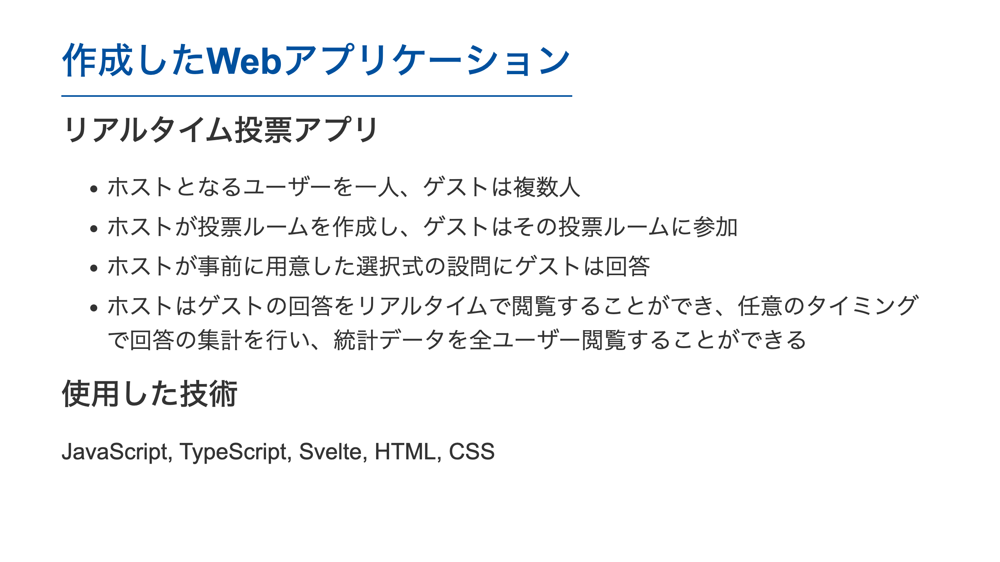 作成したWebアプリケーション
リアルタイム投票アプリ
• ホストとなるユーザーを一人、ゲストは複数人
• ホストが投票ルームを作成し、ゲストはその投票ルームに参加
• ホストが事前に用意した選択式の設問にゲストは回答
• ホストはゲストの回答をリアルタイムで閲覧することができ、任意のタイミング
で回答の集計を行い、統計データを全ユーザー閲覧することができる
使用した技術
JavaScript, TypeScript, Svelte, HTML, CSS